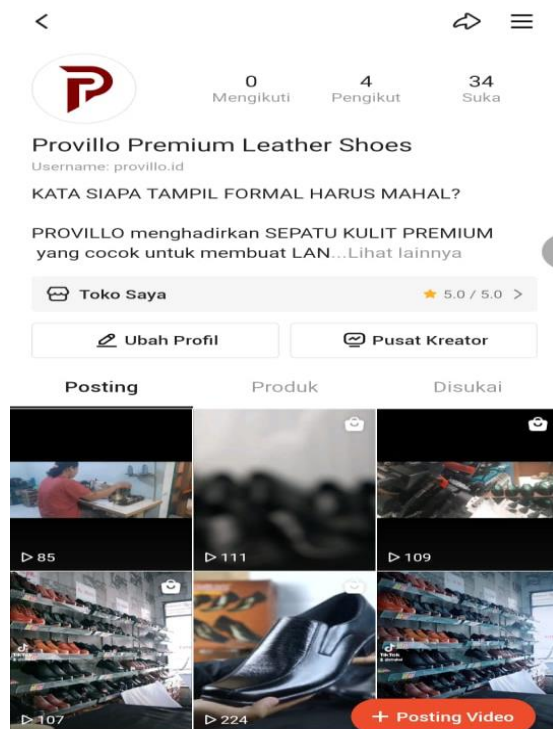 0 4 34
Mengikuti Pengikut Suka
Provillo Premium Leather Shoes
Username: provillo.id
KATA SIAPA TAMPIL FORMAL HARUS MAHAL?
PROVILLO menghadirkan SEPATU KULIT PREMIUM
yang cocok untuk membuat LAN...Lihat lainnya
Toko Saya 5.0 / 5.0 >
Ubah Profil Pusat Kreator
Posting Produk Disukai
85 111 109
TikTok
TikTok
107 224 + Posting Video